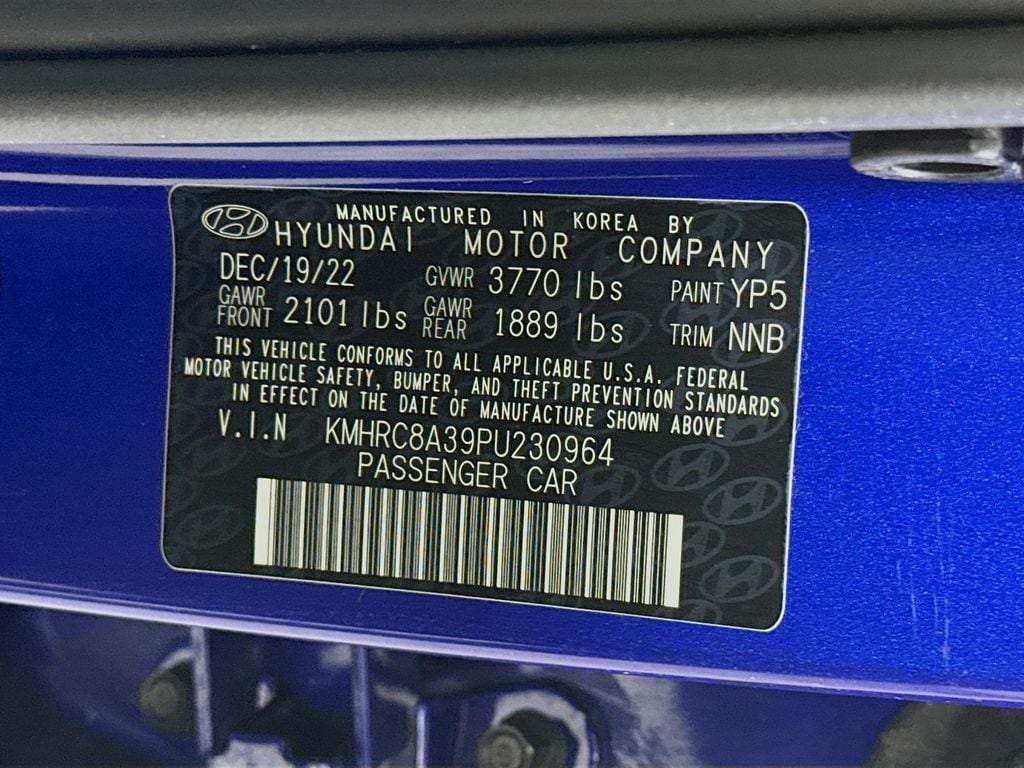 MANUFACTURED IN KOREA BY
HYUNDAI MOTOR COMPANY
DEC/19/22 GVWR 3770 lbs PAINT YP5
GAWR FRONT 2101 lbs GAWR REAR 1889 lbs TRIM NNB
THIS VEHICLE CONFORMS TO ALL APPLICABLE U.S.A. FEDERAL
MOTOR VEHICLE SAFETY, BUMPER, AND THEFT PREVENTION STANDARDS
IN EFFECT ON THE DATE OF MANUFACTURE SHOWN ABOVE
V.I.N KMHRC8A39PU230964
PASSENGER CAR